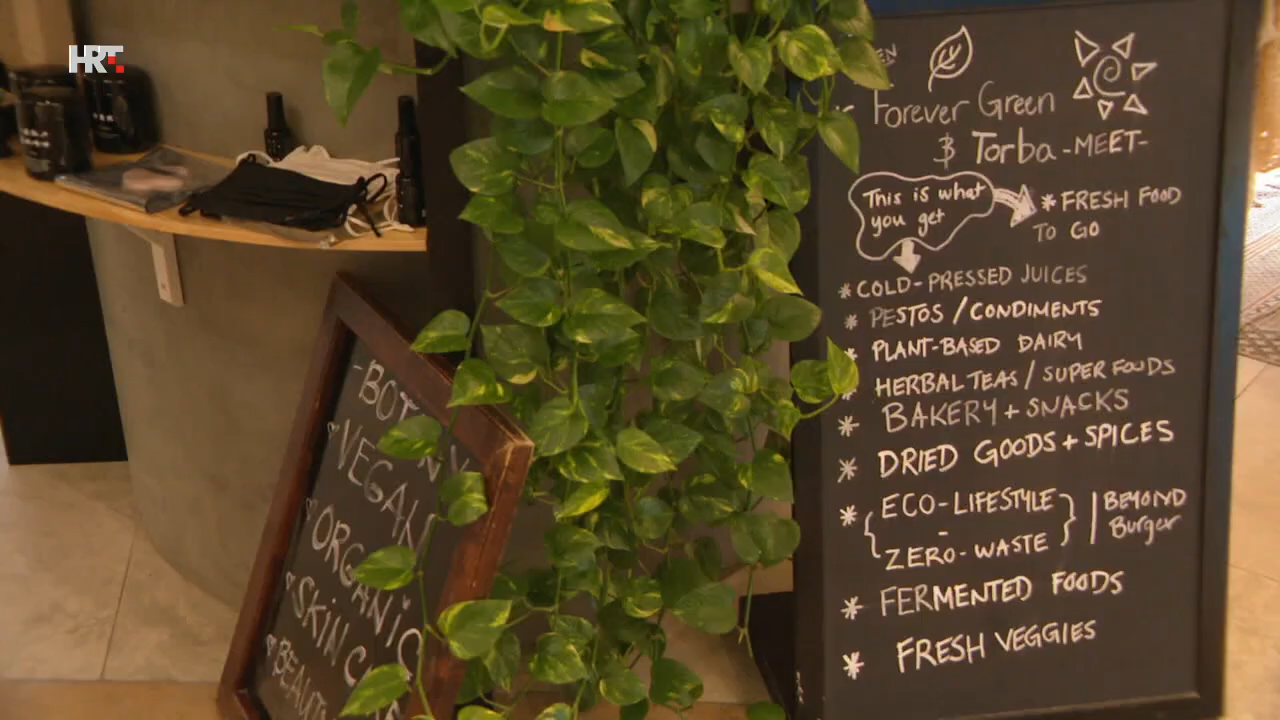 HRT
Forever Green
$ Torba -MEET-
This is what
you get
* FRESH FOOD
TO GO
* COLD-PRESSED JUICES
* PESTOS / CONDIMENTS
* PLANT-BASED DAIRY
* HERBAL TEAS / SUPER FOODS
* BAKERY + SNACKS
* DRIED GOODS + SPICES
* ECO-LIFESTYLE
- ZERO-WASTE
BEYOND
Burger
* FERMENTED FOODS
* FRESH VEGGIES
VEGAN
ORGANIC
SKIN